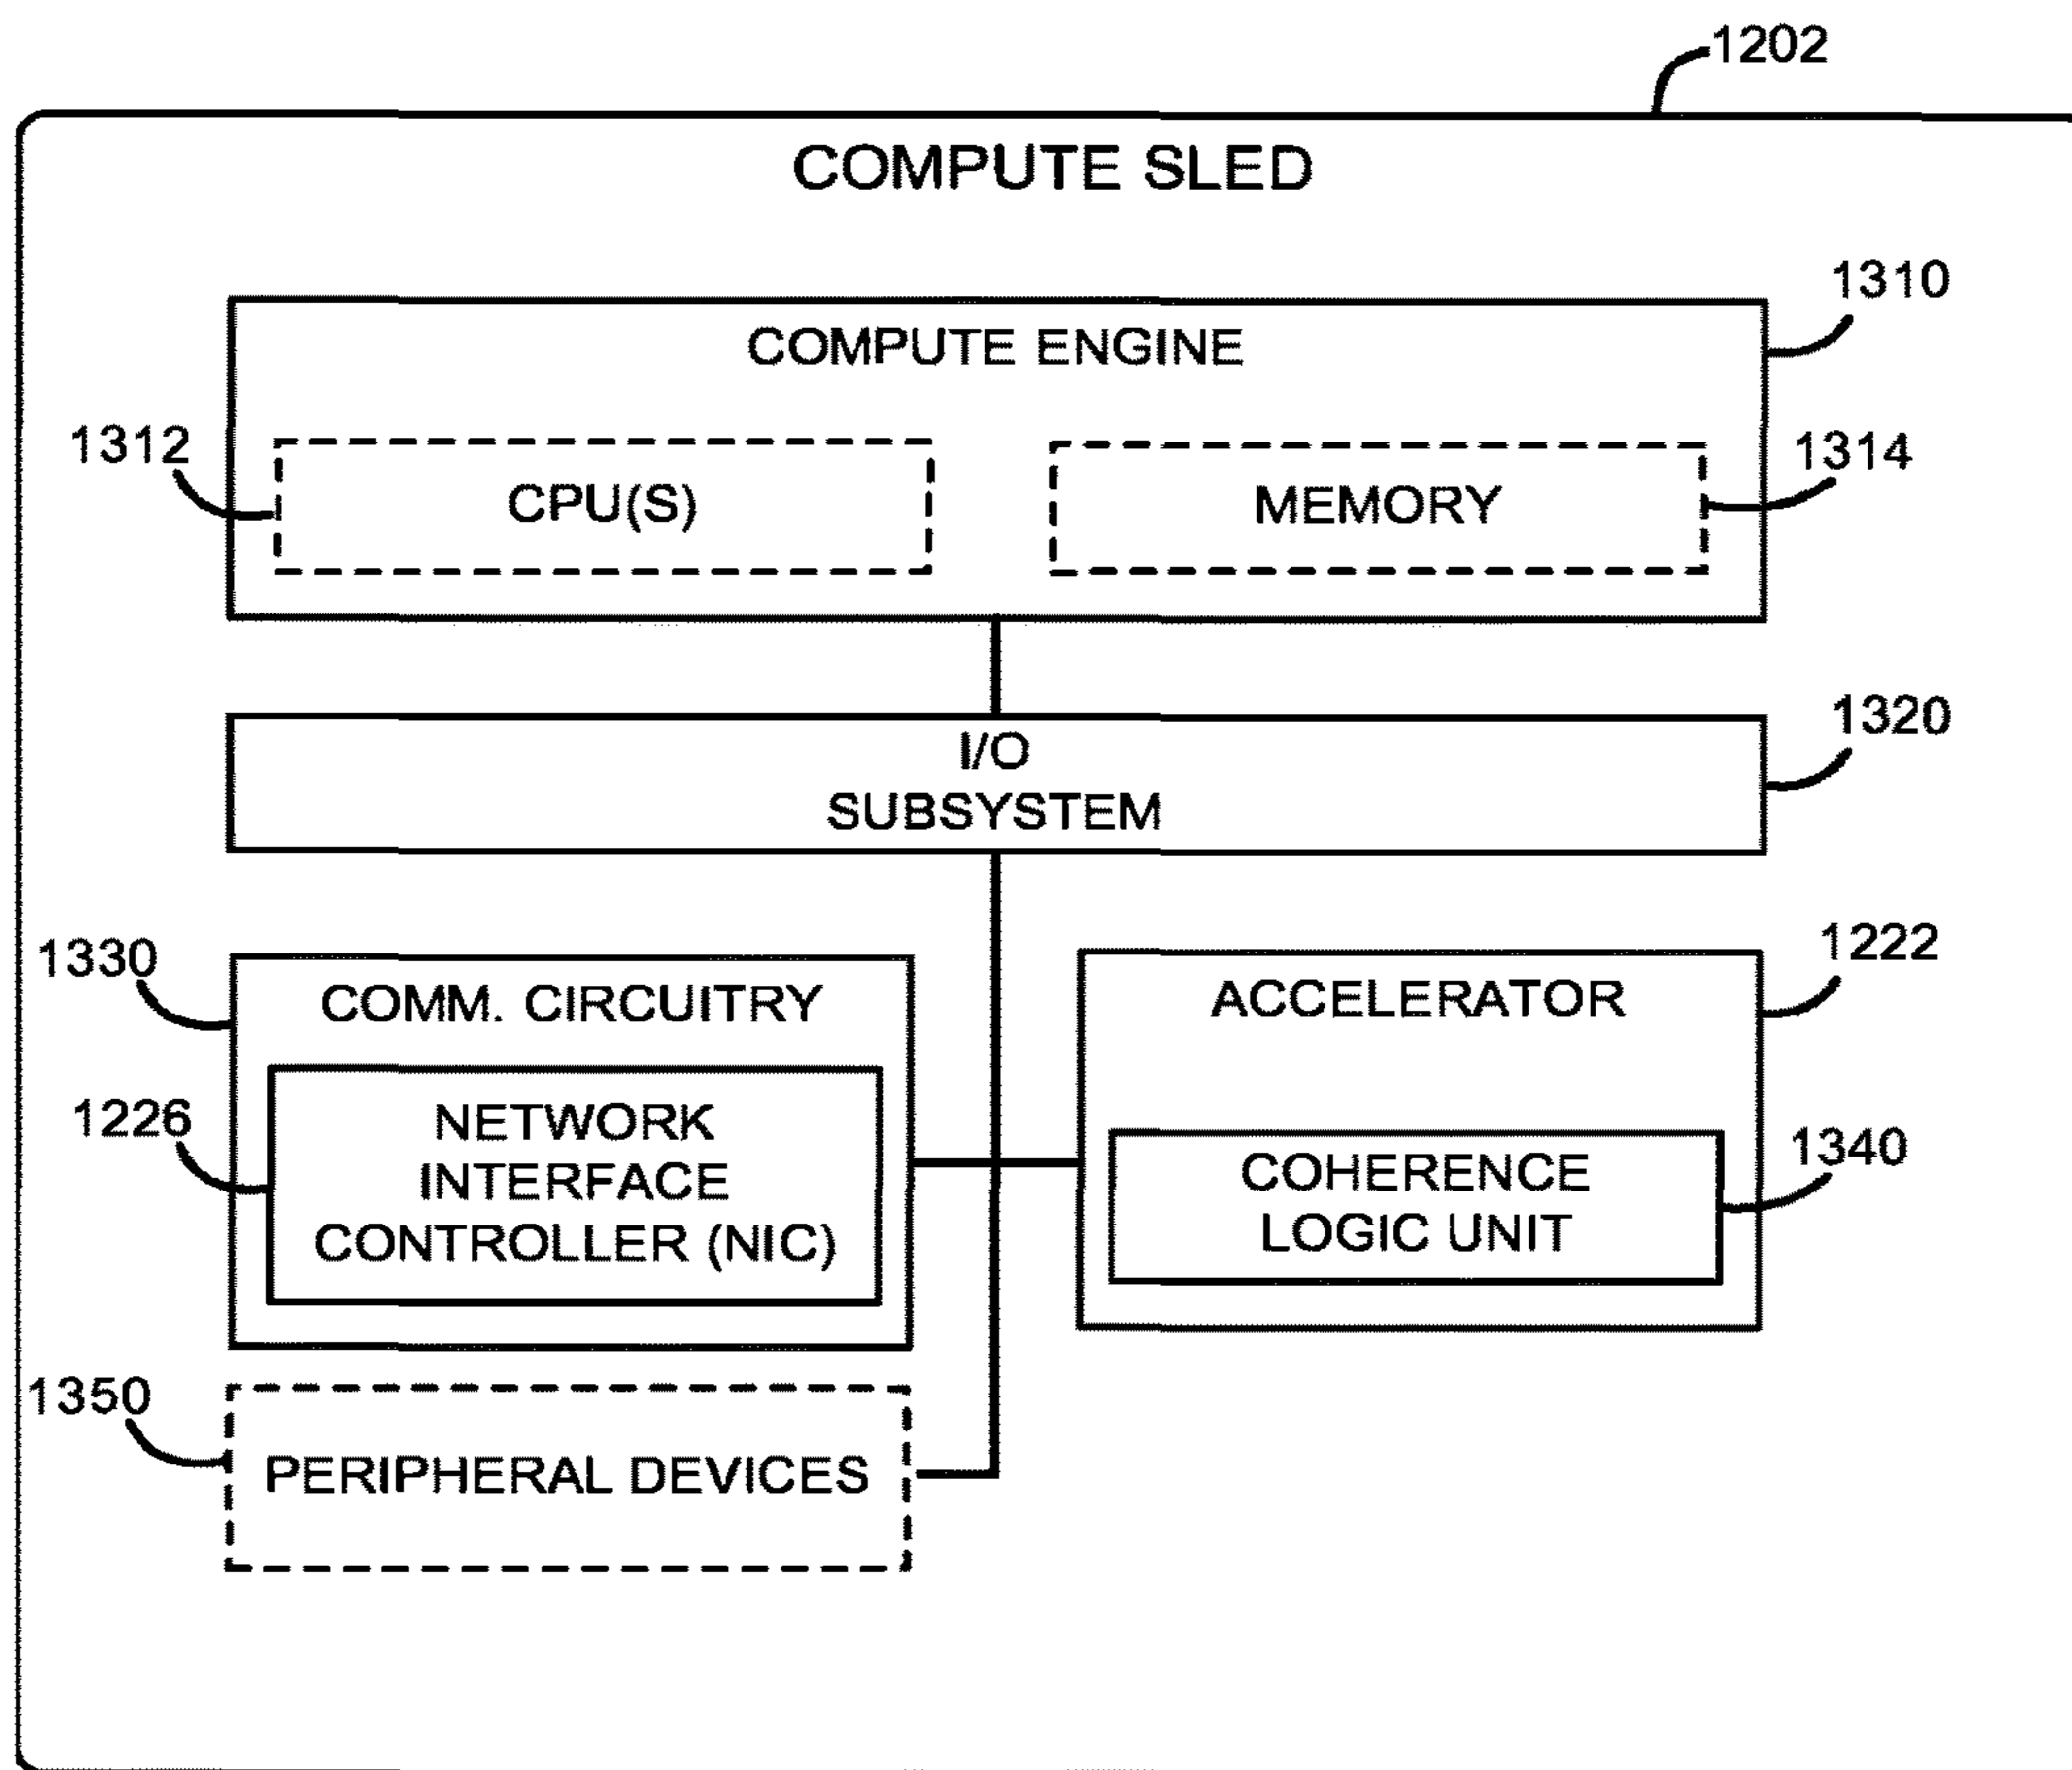 1202
COMPUTE SLED
1310
COMPUTE ENGINE
1312
CPU(S)
MEMORY
1314
1320
I/O
SUBSYSTEM
1330
COMM. CIRCUITRY
1226
NETWORK
INTERFACE
CONTROLLER (NIC)
1222
ACCELERATOR
1340
COHERENCE
LOGIC UNIT
1350
PERIPHERAL DEVICES